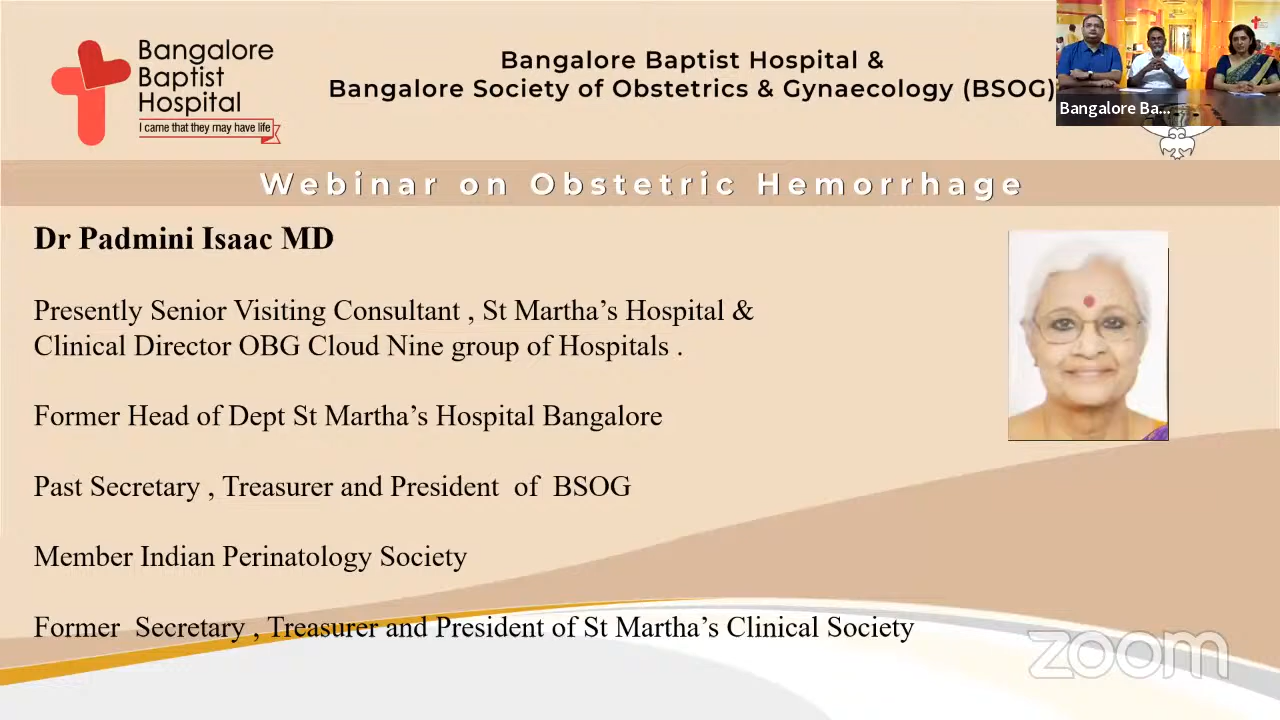 Bangalore
Baptist
Hospital
I came that they may have life
Bangalore Baptist Hospital &
Bangalore Society of Obstetrics & Gynaecology (BSOG)
Bangalore Ba...
Webinar on Obstetric Hemorrhage
Dr Padmini Isaac MD
Presently Senior Visiting Consultant , St Martha’s Hospital &
Clinical Director OBG Cloud Nine group of Hospitals .
Former Head of Dept St Martha’s Hospital Bangalore
Past Secretary , Treasurer and President of BSOG
Member Indian Perinatology Society
Former Secretary , Treasurer and President of St Martha’s Clinical Society
zoom